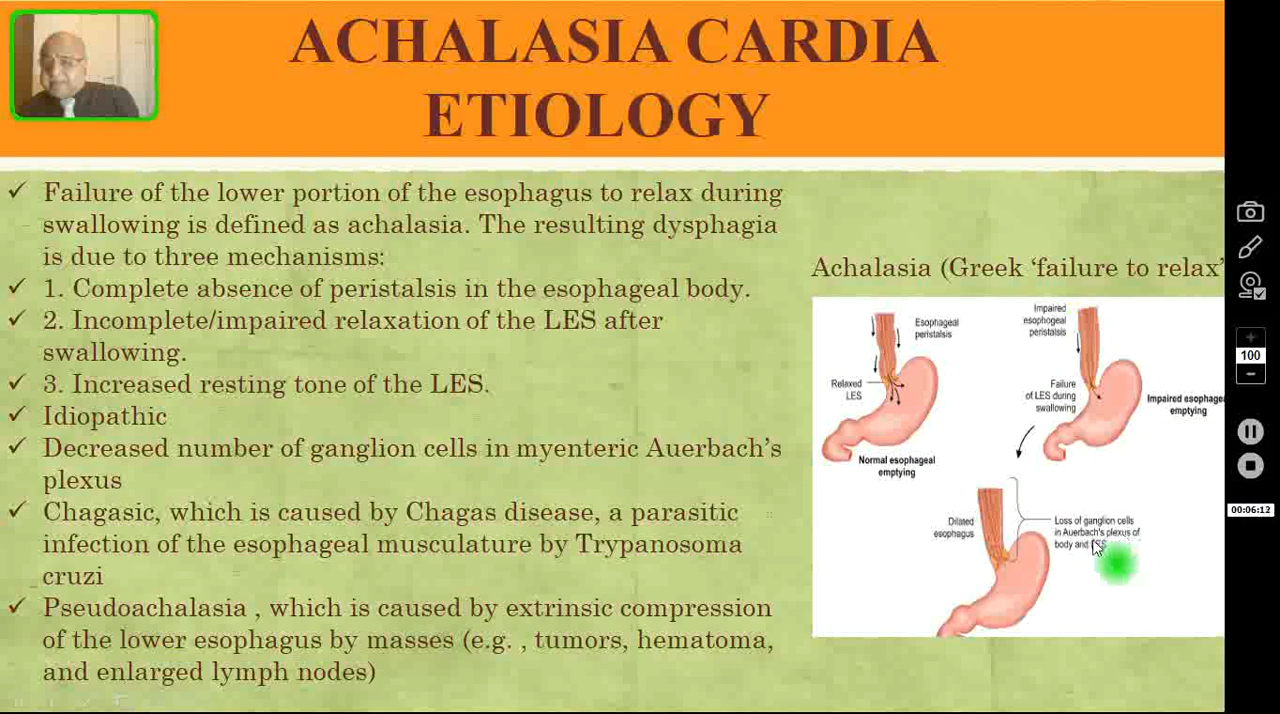 ACHALASIA CARDIA
ETIOLOGY
✓ Failure of the lower portion of the esophagus to relax during
swallowing is defined as achalasia. The resulting dysphagia
is due to three mechanisms:
✓ 1. Complete absence of peristalsis in the esophageal body.
✓ 2. Incomplete/impaired relaxation of the LES after
swallowing.
✓ 3. Increased resting tone of the LES.
✓ Idiopathic
✓ Decreased number of ganglion cells in myenteric Auerbach's
plexus
✓ Chagasic, which is caused by Chagas disease, a parasitic
infection of the esophageal musculature by Trypanosoma
cruzi
✓ Pseudoachalasia , which is caused by extrinsic compression
of the lower esophagus by masses (e.g. , tumors, hematoma,
and enlarged lymph nodes)
Achalasia (Greek 'failure to relax'
Esophageal
peristalsis
Relaxed
LES
Normal esophageal
emptying
Impaired
esophogeal
peristalsis
Failure
of LES during
swallowing
Impaired esophagea
emptying
Dilated
esophagus
Loss of ganglion cells
in Auerbach's plexus of
body and
100
00:06:12